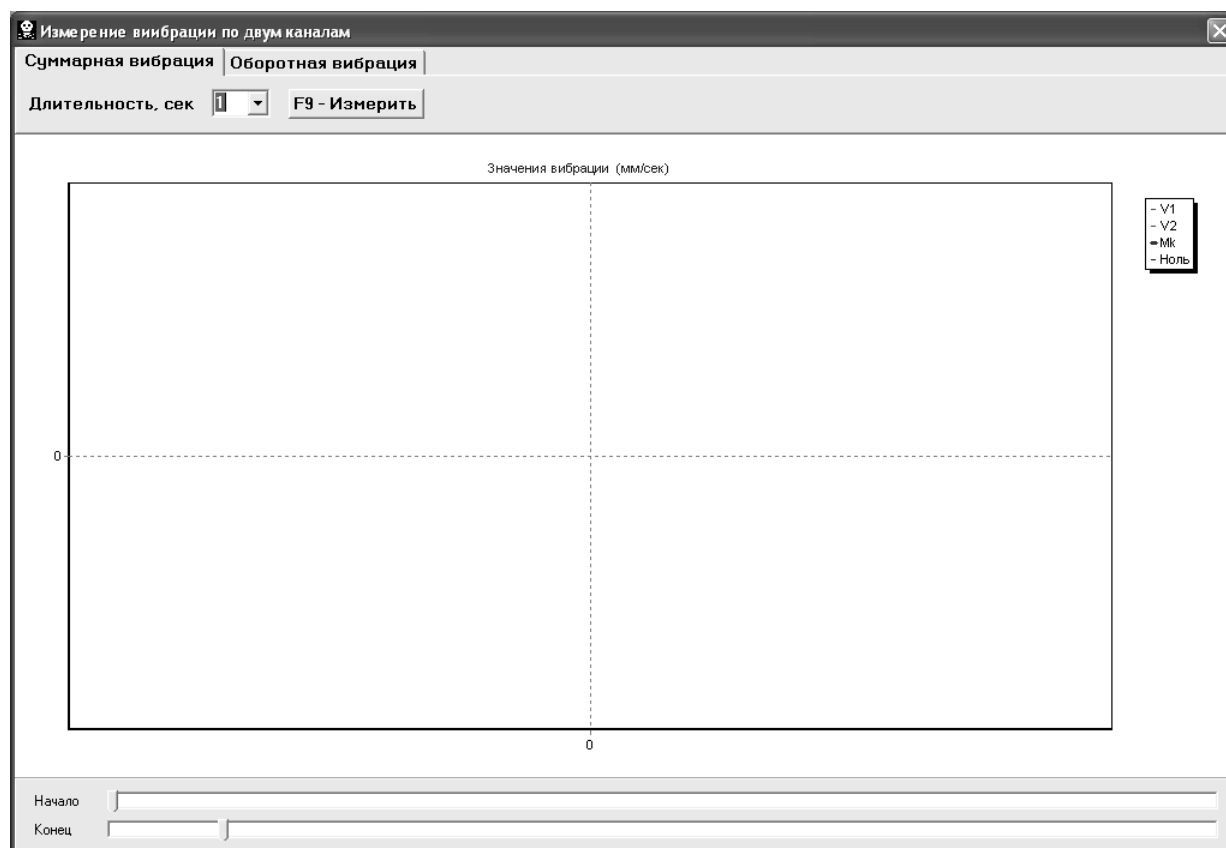 Измерение виибрации по двум каналам
Суммарная вибрация Оборотная вибрация
Длительность, сек 1 F9 - Измерить
Значения вибрации (мм/сек)
V1
V2
Mk
Ноль
0
0
Начало
Конец